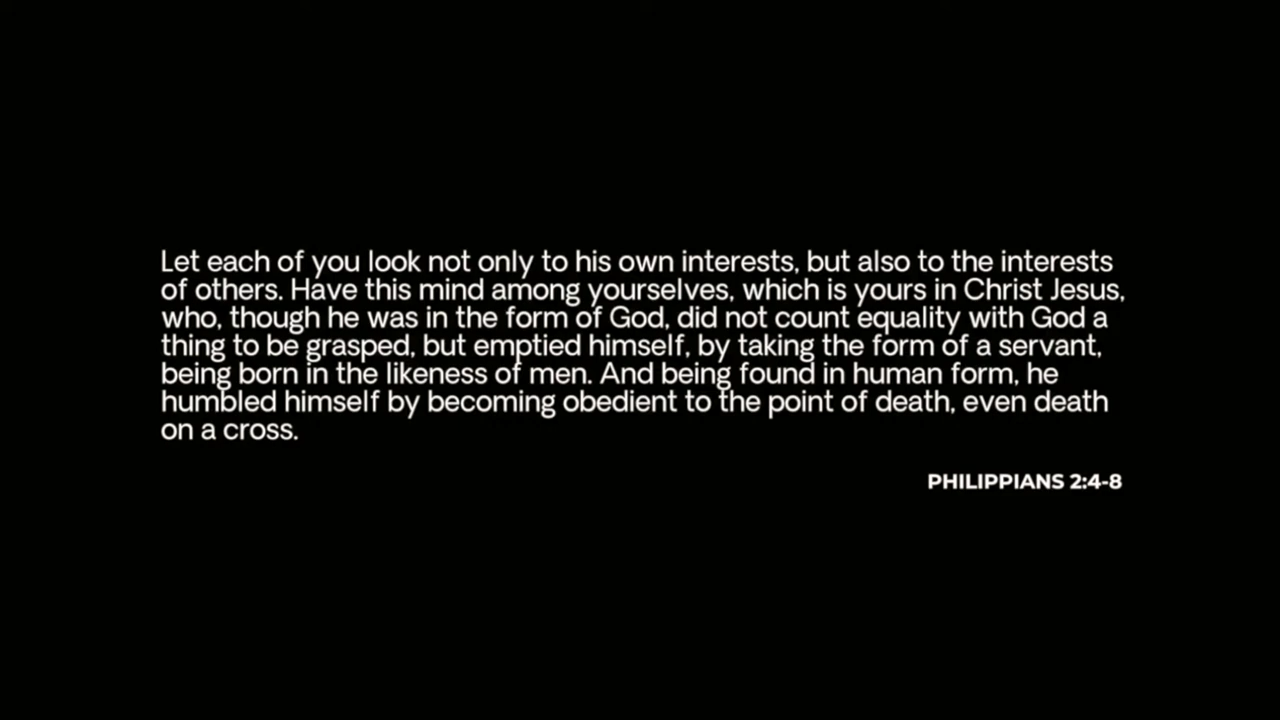 Let each of you look not only to his own interests, but also to the interests
of others. Have this mind among yourselves, which is yours in Christ Jesus,
who, though he was in the form of God, did not count equality with God a
thing to be grasped, but emptied himself, by taking the form of a servant,
being born in the likeness of men. And being found in human form, he
humbled himself by becoming obedient to the point of death, even death
on a cross.
PHILIPPIANS 2:4-8